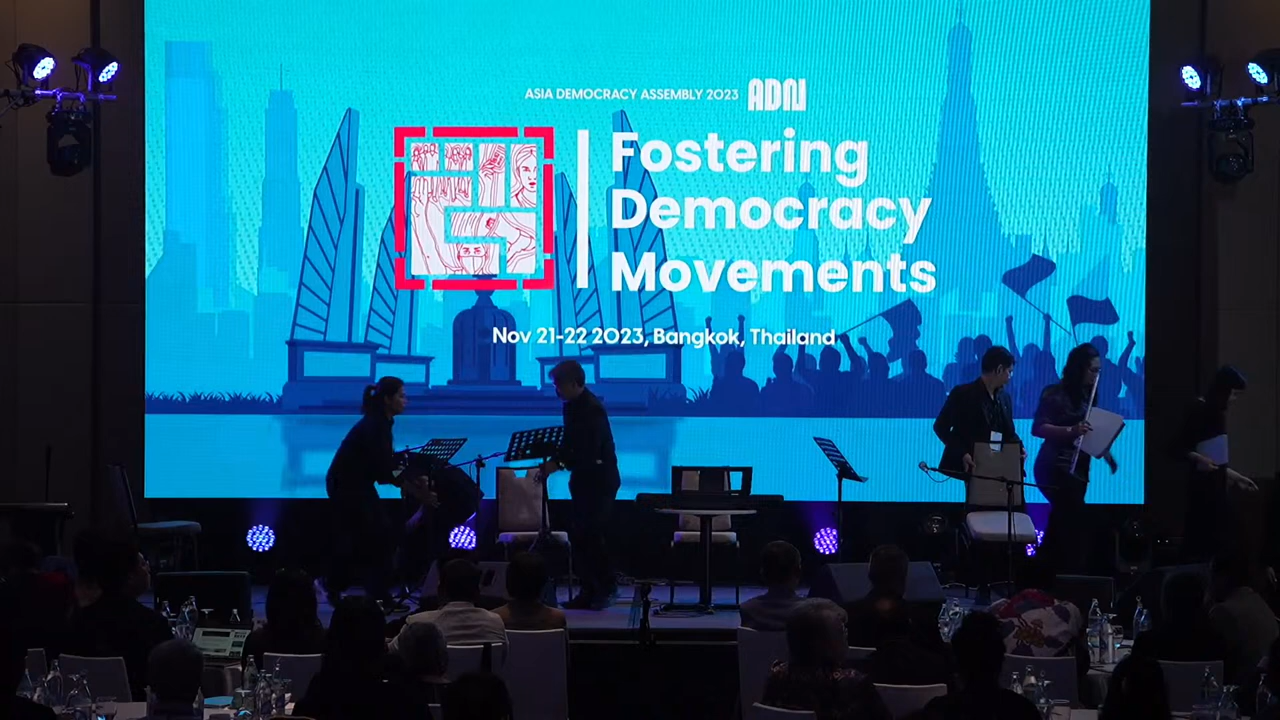 ASIA DEMOCRACY ASSEMBLY 2023 ADN
Fostering
Democracy
Movements
Nov 21-22 2023, Bangkok, Thailand